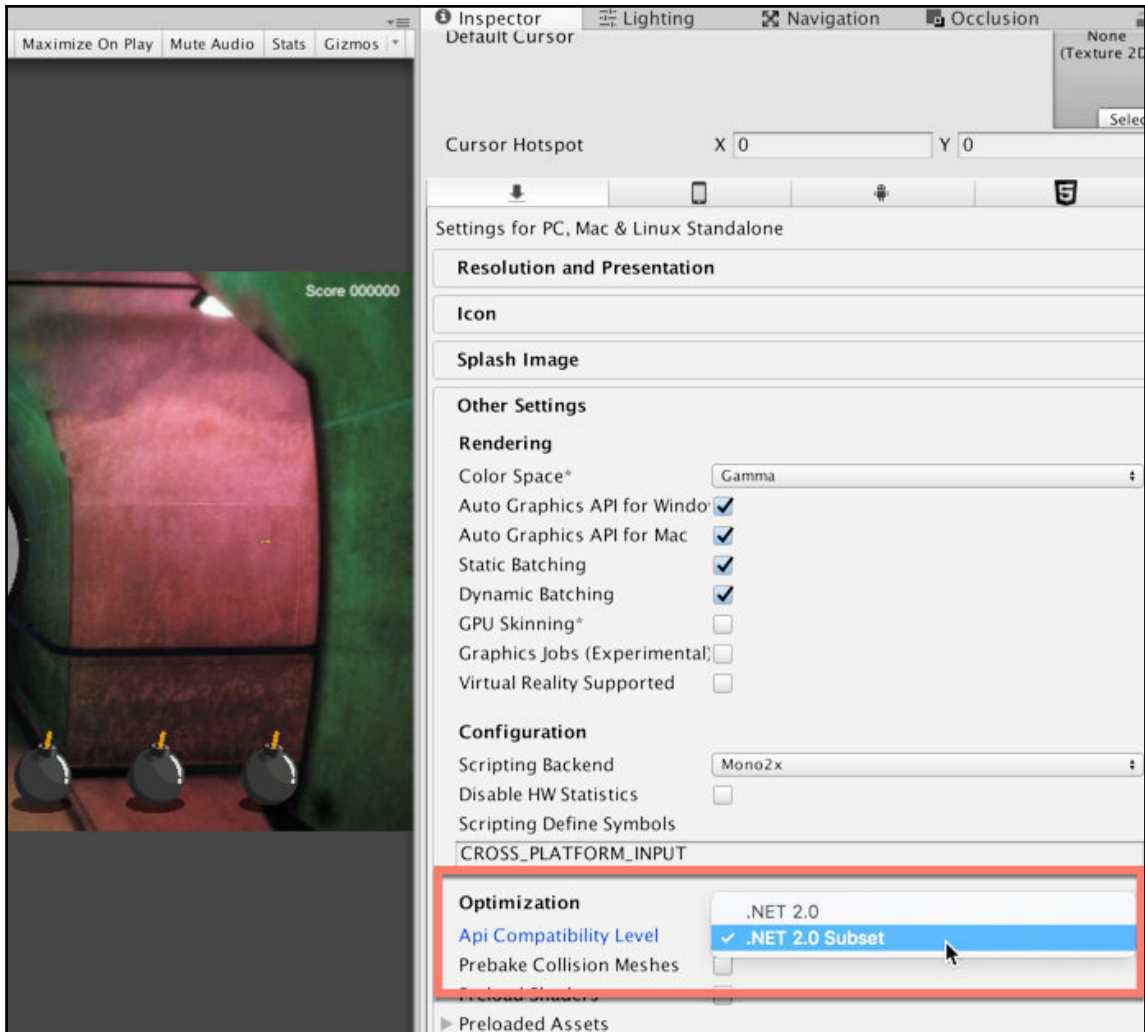 Inspector
Lighting
Navigation
Occlusion
Maximize On Play
Mute Audio
Stats
Gizmos
Default Cursor
None
(Texture 2D
Selec
Cursor Hotspot
X 0
Y 0
Settings for PC, Mac & Linux Standalone
Resolution and Presentation
Score 000000
Icon
Splash Image
Other Settings
Rendering
Color Space*
Gamma
Auto Graphics API for Windo
Auto Graphics API for Mac
Static Batching
Dynamic Batching
GPU Skinning*
Graphics Jobs (Experimental)
Virtual Reality Supported
Configuration
Scripting Backend
Mono2x
Disable HW Statistics
Scripting Define Symbols
CROSS_PLATFORM_INPUT
Optimization
.NET 2.0
Api Compatibility Level
.NET 2.0 Subset
Prebake Collision Meshes
Preload Shaders
Preloaded Assets